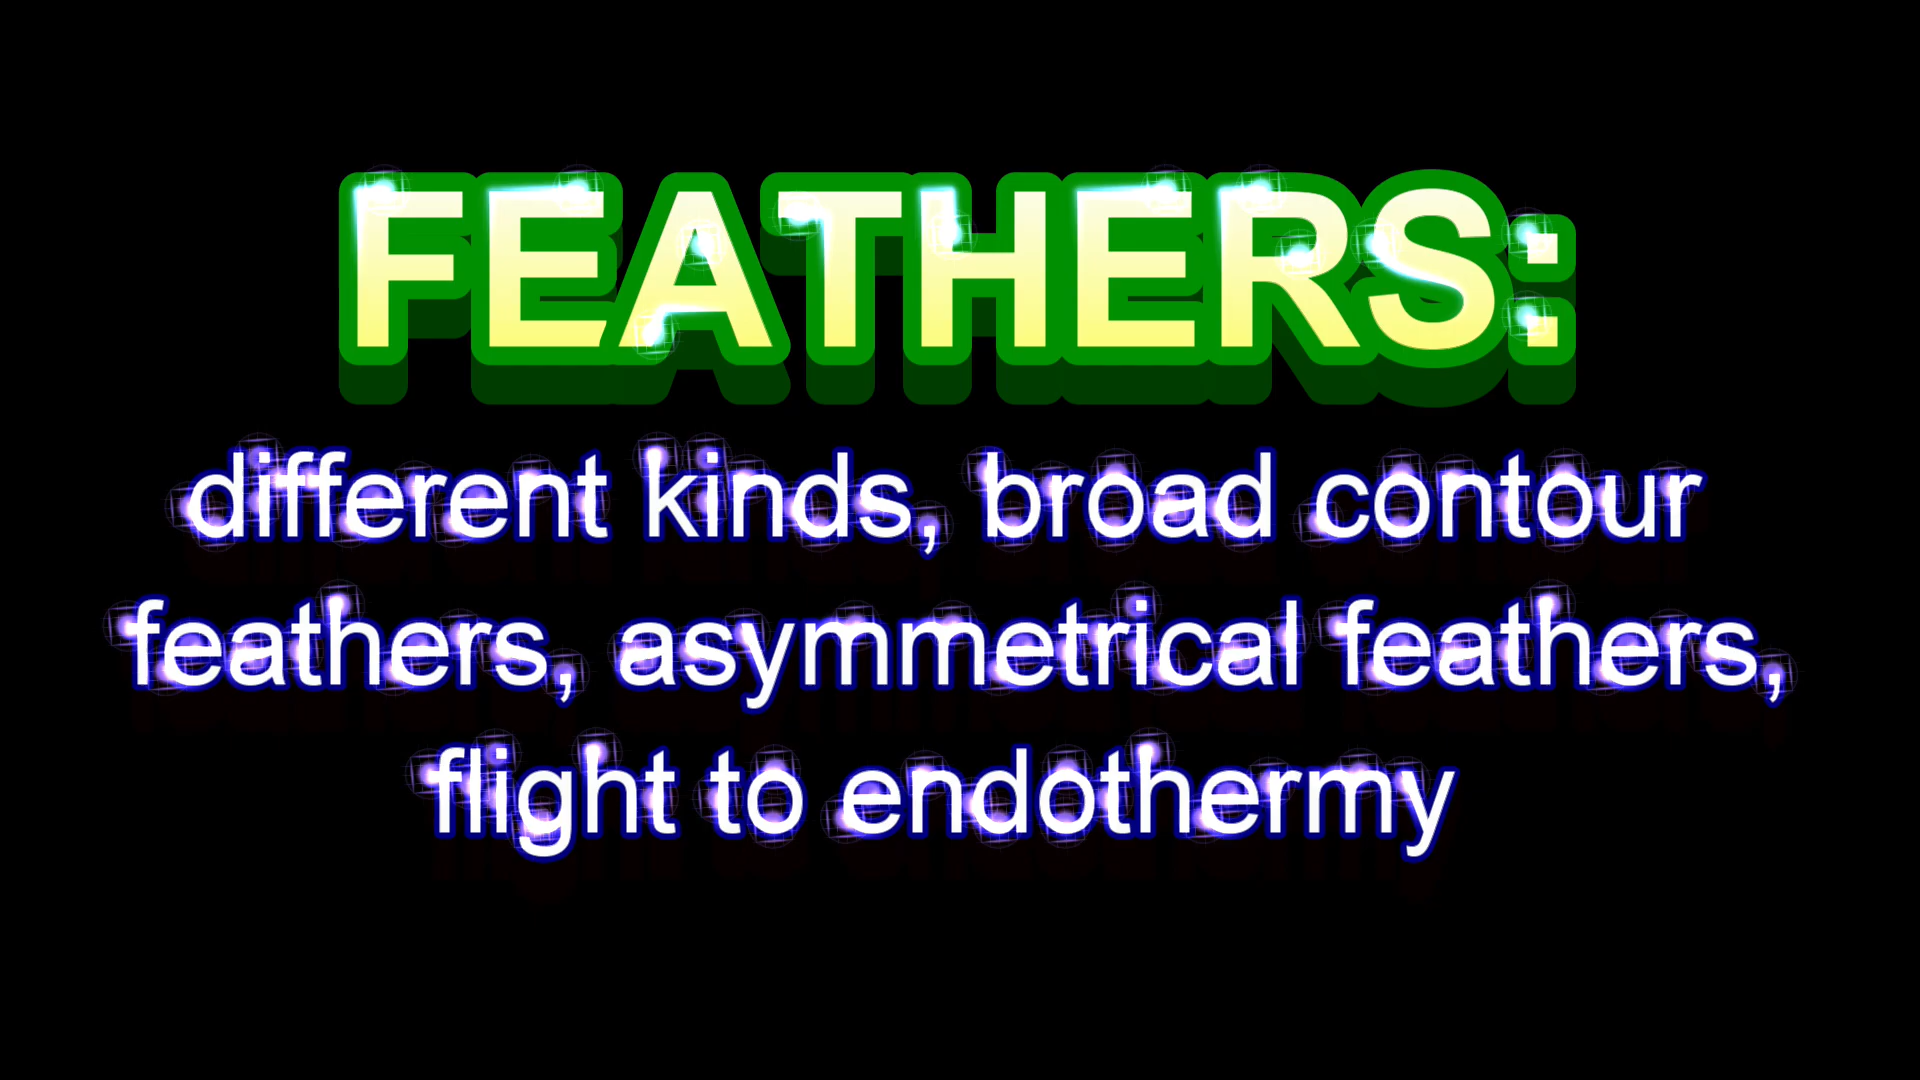 FEATHERS:
different kinds, broad contour
feathers, asymmetrical feathers,
flight to endothermy